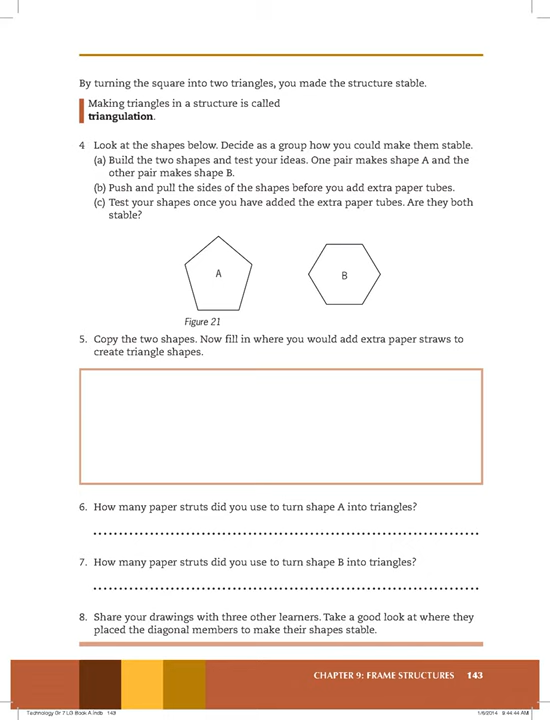 By turning the square into two triangles, you made the structure stable.
Making triangles in a structure is called
triangulation.
4 Look at the shapes below. Decide as a group how you could make them stable.
(a) Build the two shapes and test your ideas. One pair makes shape A and the
other pair makes shape B.
(b) Push and pull the sides of the shapes before you add extra paper tubes.
(c) Test your shapes once you have added the extra paper tubes. Are they both
stable?
A
B
Figure 21
5. Copy the two shapes. Now fill in where you would add extra paper straws to
create triangle shapes.
6. How many paper struts did you use to turn shape A into triangles?
7. How many paper struts did you use to turn shape B into triangles?
8. Share your drawings with three other learners. Take a good look at where they
placed the diagonal members to make their shapes stable.
CHAPTER 9: FRAME STRUCTURES 143
Technology Gr 7 LG Book A.indb 143
1/8/2014 9:44:44 AM